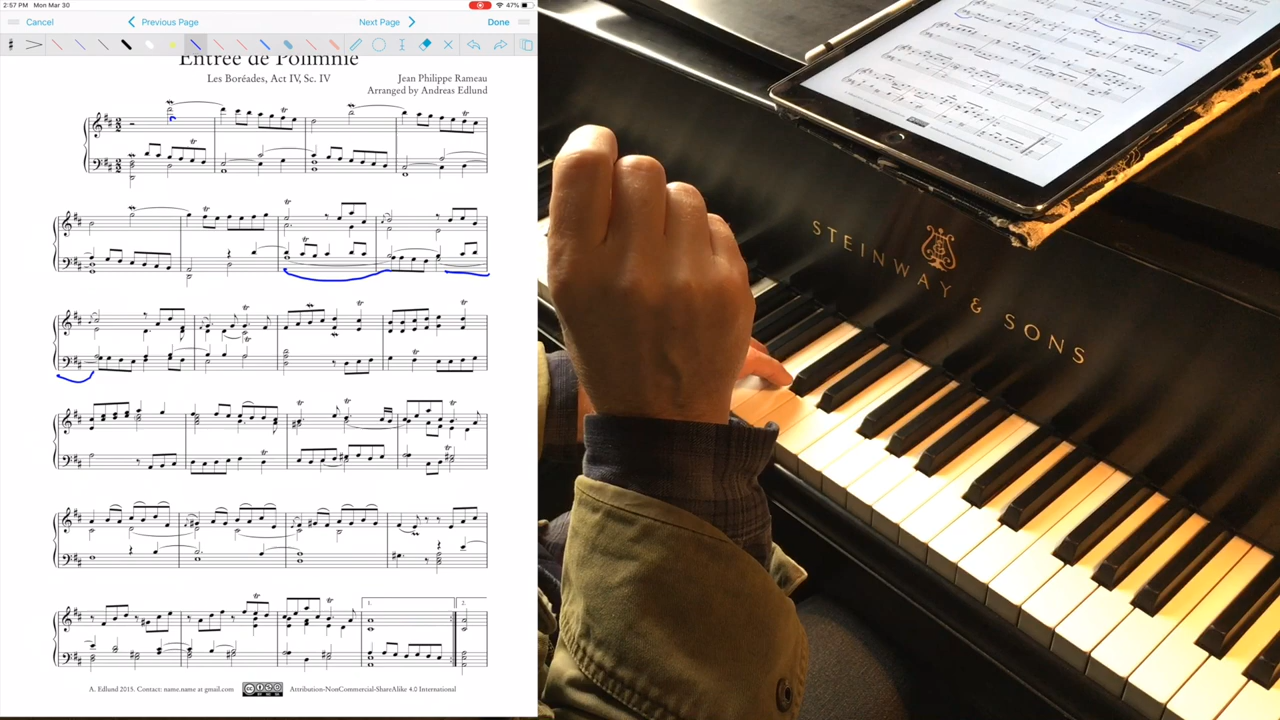 2:57 PM Mon Mar 30
47%
Cancel
Previous Page
Next Page
Done
Entrée de Polimnie
Les Boréades, Act IV, Sc. IV
Jean Philippe Rameau
Arranged by Andreas Edlund
1.
2.
A. Edlund 2015. Contact: name.name at gmail.com
Attribution-NonCommercial-ShareAlike 4.0 International
STEINWAY & SONS